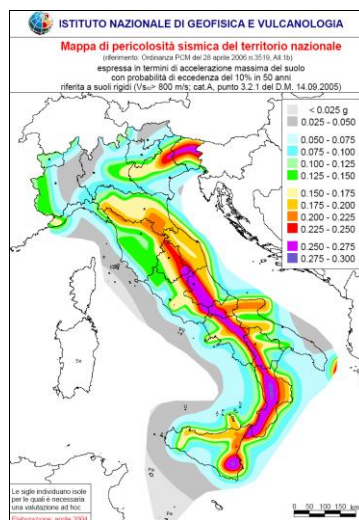 ISTITUTO NAZIONALE DI GEOFISICA E VULCANOLOGIA
Mappa di pericolosità sismica del territorio nazionale
(riferimento: Ordinanza PCM del 28 aprile 2006 n.3519, All.1b)
espressa in termini di accelerazione massima del suolo
con probabilità di eccedenza del 10% in 50 anni
riferita a suoli rigidi (Vs₃₀> 800 m/s; cat.A, punto 3.2.1 del D.M. 14.09.2005)
< 0.025 g
0.025 - 0.050
0.050 - 0.075
0.075 - 0.100
0.100 - 0.125
0.125 - 0.150
0.150 - 0.175
0.175 - 0.200
0.200 - 0.225
0.225 - 0.250
0.250 - 0.275
0.275 - 0.300
Le sigle individuano isole
per le quali è necessaria
una valutazione ad hoc
Elaborazione: aprile 2004
0 50 100 150 km